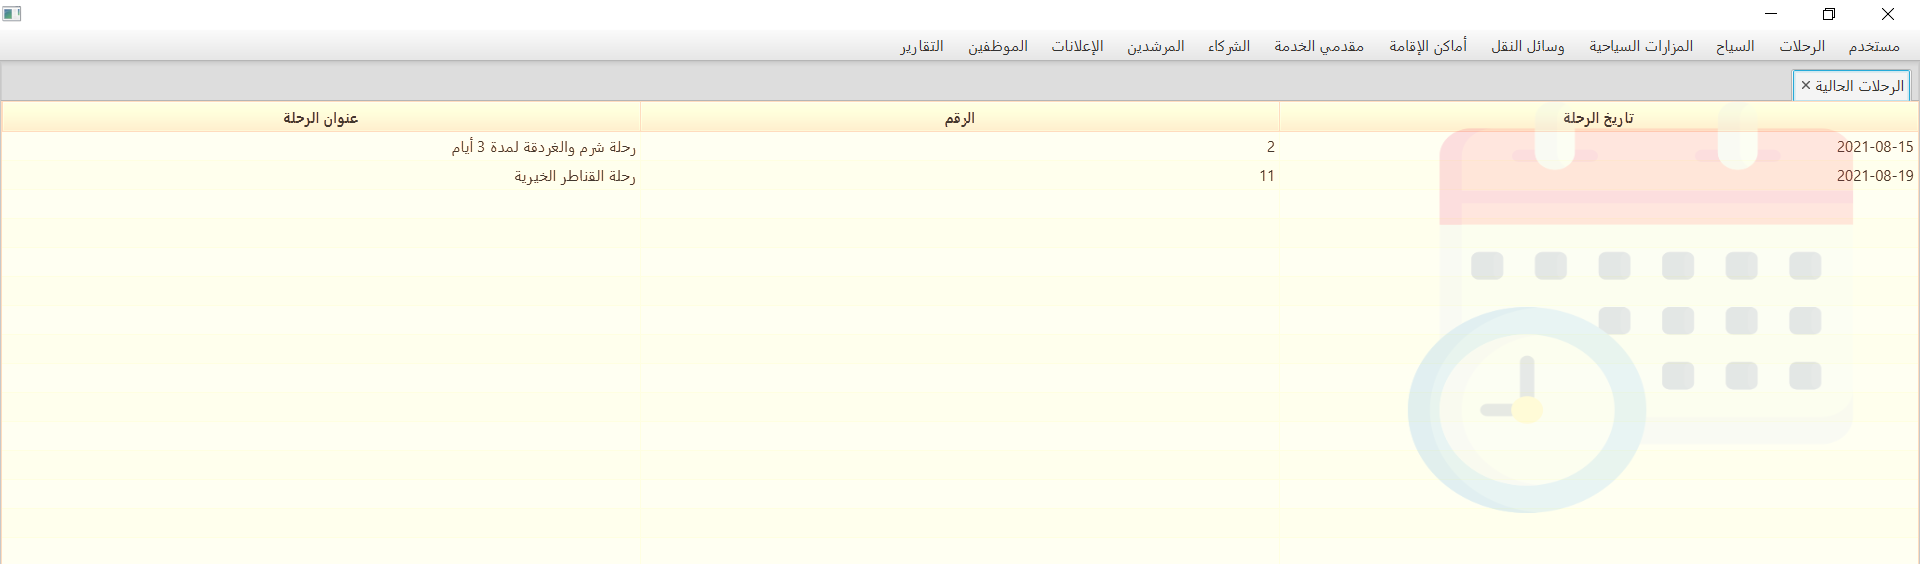 مستخدم الرحلات السياح المزارات السياحية وسائل النقل أماكن الإقامة مقدمي الخدمة الشركاء المرشدين الإعلانات الموظفين التقارير
الرحلات الحالية
تاريخ الرحلة الرقم عنوان الرحلة
2021-08-15 2 رحلة شرم والغردقة لمدة 3 أيام
2021-08-19 11 رحلة القناطر الخيرية